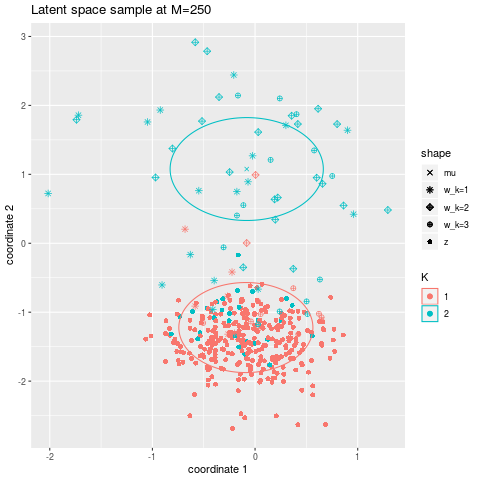 Latent space sample at M=250
3
2
1
0
-1
-2
-2
-1
0
1
coordinate 1
coordinate 2
shape
mu
w_k=1
w_k=2
w_k=3
z
K
1
2